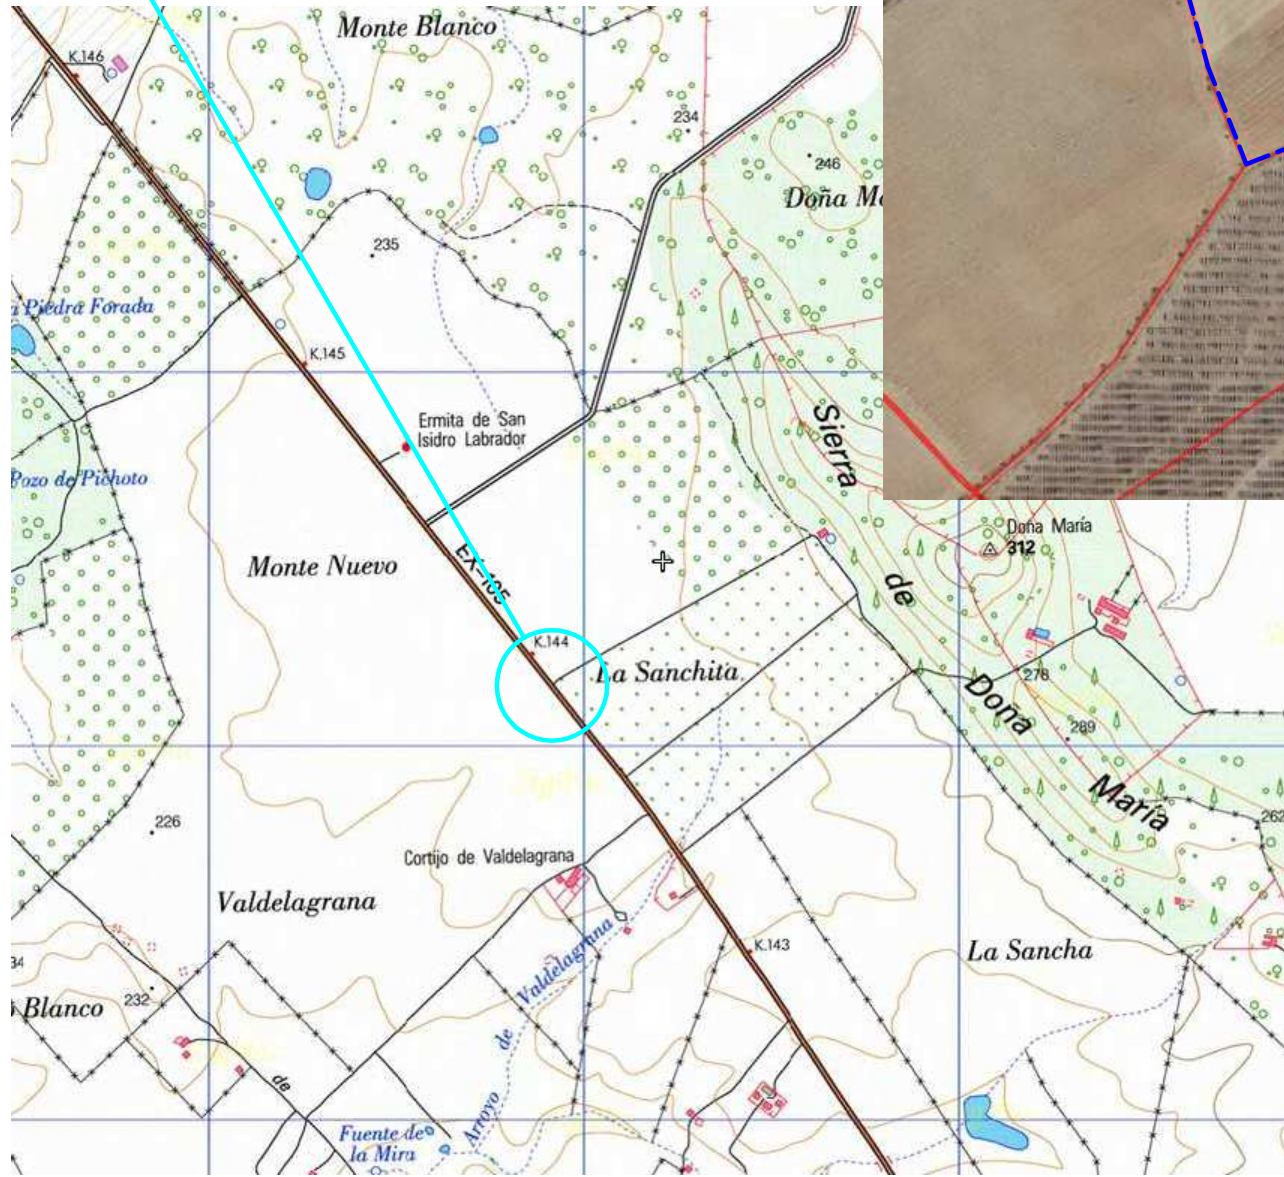 Monte Blanco
K.146
234
246
Doña Mª
235
a Piedra Forada
K.145
Ermita de San
Isidro Labrador
Sierra
Pozo de Pichoto
Doña María
312
EX-105
Monte Nuevo
de
K.144
La Sanchita
278
Doña
289
María
226
262
Cortijo de Valdelagrana
Valdelagrana
Arroyo
de
Valdelagrana
K.143
La Sancha
34
232
Blanco
de
Fuente de
la Mira